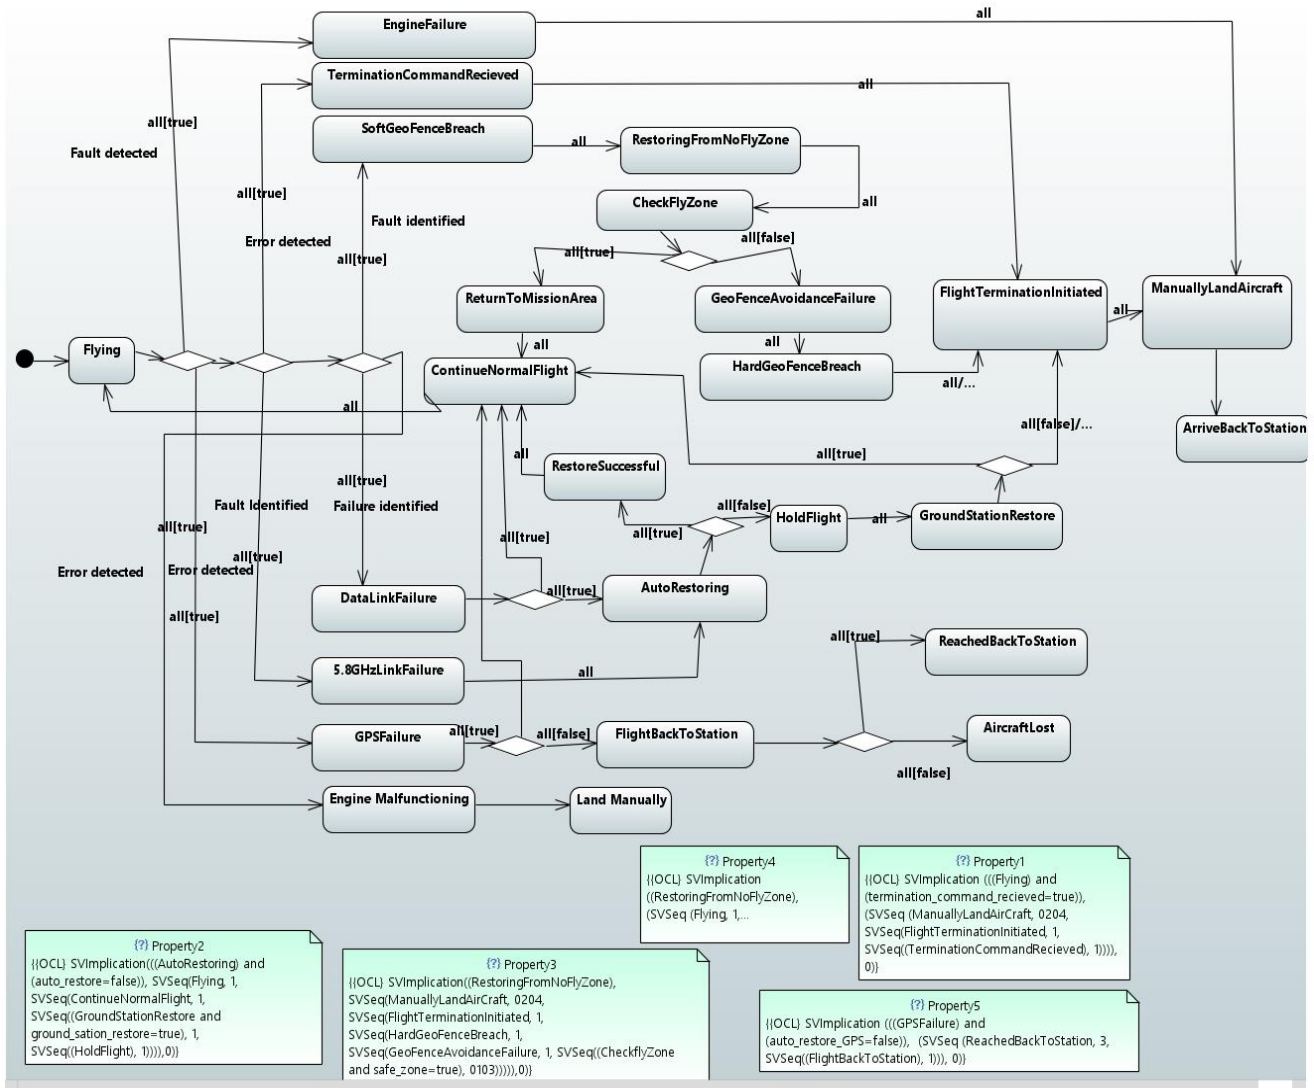 EngineFailure
all
TerminationCommandRecieved
all
all[true]
SoftGeoFenceBreach
all
RestoringFromNoFlyZone
Fault detected
all[true]
CheckFlyZone
all
Fault identified
Error detected
all[true]
all[true]
all[false]
ReturnToMissionArea
GeoFenceAvoidanceFailure
FlightTerminationInitiated
all
ManuallyLandAircraft
Flying
all
all
ContinueNormalFlight
HardGeoFenceBreach
all/...
all
all[false]/...
ArriveBackToStation
all
all[true]
RestoreSuccessful
all[true]
Fault Identified
Failure identified
all[false]
HoldFlight
all
GroundStationRestore
all[true]
all[true]
all[true]
all[true]
Error detected
Error detected
all[true]
DataLinkFailure
all[true]
AutoRestoring
all[true]
ReachedBackToStation
5.8GHzLinkFailure
all
GPSFailure
all[true]
all[false]
FlightBackToStation
AircraftLost
all[false]
Engine Malfunctioning
Land Manually
{?} Property4
{{OCL} SVImplication
((RestoringFromNoFlyZone),
(SVSeq (Flying, 1,...
{?} Property1
{{OCL} SVImplication (((Flying) and
(termination_command_recieved=true)),
(SVSeq (ManuallyLandAirCraft, 0204,
SVSeq(FlightTerminationInitiated, 1,
SVSeq((TerminationCommandRecieved), 1)))),
0)}
{?} Property2
{{OCL} SVImplication(((AutoRestoring) and
(auto_restore=false)), SVSeq(Flying, 1,
SVSeq(ContinueNormalFlight, 1,
SVSeq((GroundStationRestore and
ground_sation_restore=true), 1,
SVSeq((HoldFlight), 1)))),0)}
{?} Property3
{{OCL} SVImplication((RestoringFromNoFlyZone),
SVSeq(ManuallyLandAirCraft, 0204,
SVSeq(FlightTerminationInitiated, 1,
SVSeq(HardGeoFenceBreach, 1,
SVSeq(GeoFenceAvoidanceFailure, 1, SVSeq((CheckflyZone
and safe_zone=true), 0103))))),0)}
{?} Property5
{{OCL} SVImplication (((GPSFailure) and
(auto_restore_GPS=false)), (SVSeq (ReachedBackToStation, 3,
SVSeq((FlightBackToStation), 1))), 0)}